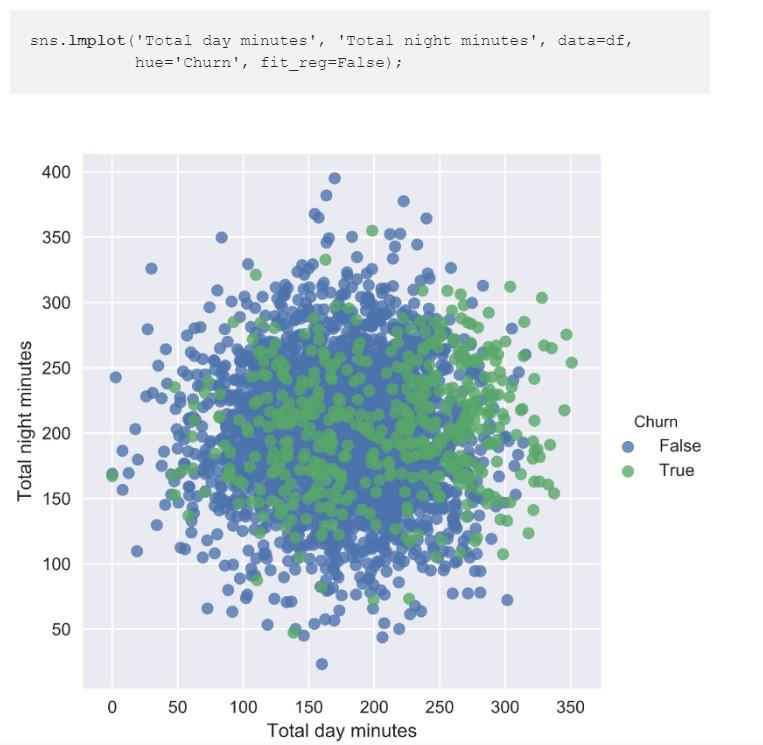 sns.lmplot('Total day minutes', 'Total night minutes', data=df,
hue='Churn', fit_reg=False);
400
350
300
250
200
150
100
50
Total night minutes
0 50 100 150 200 250 300 350
Total day minutes
Churn
False
True